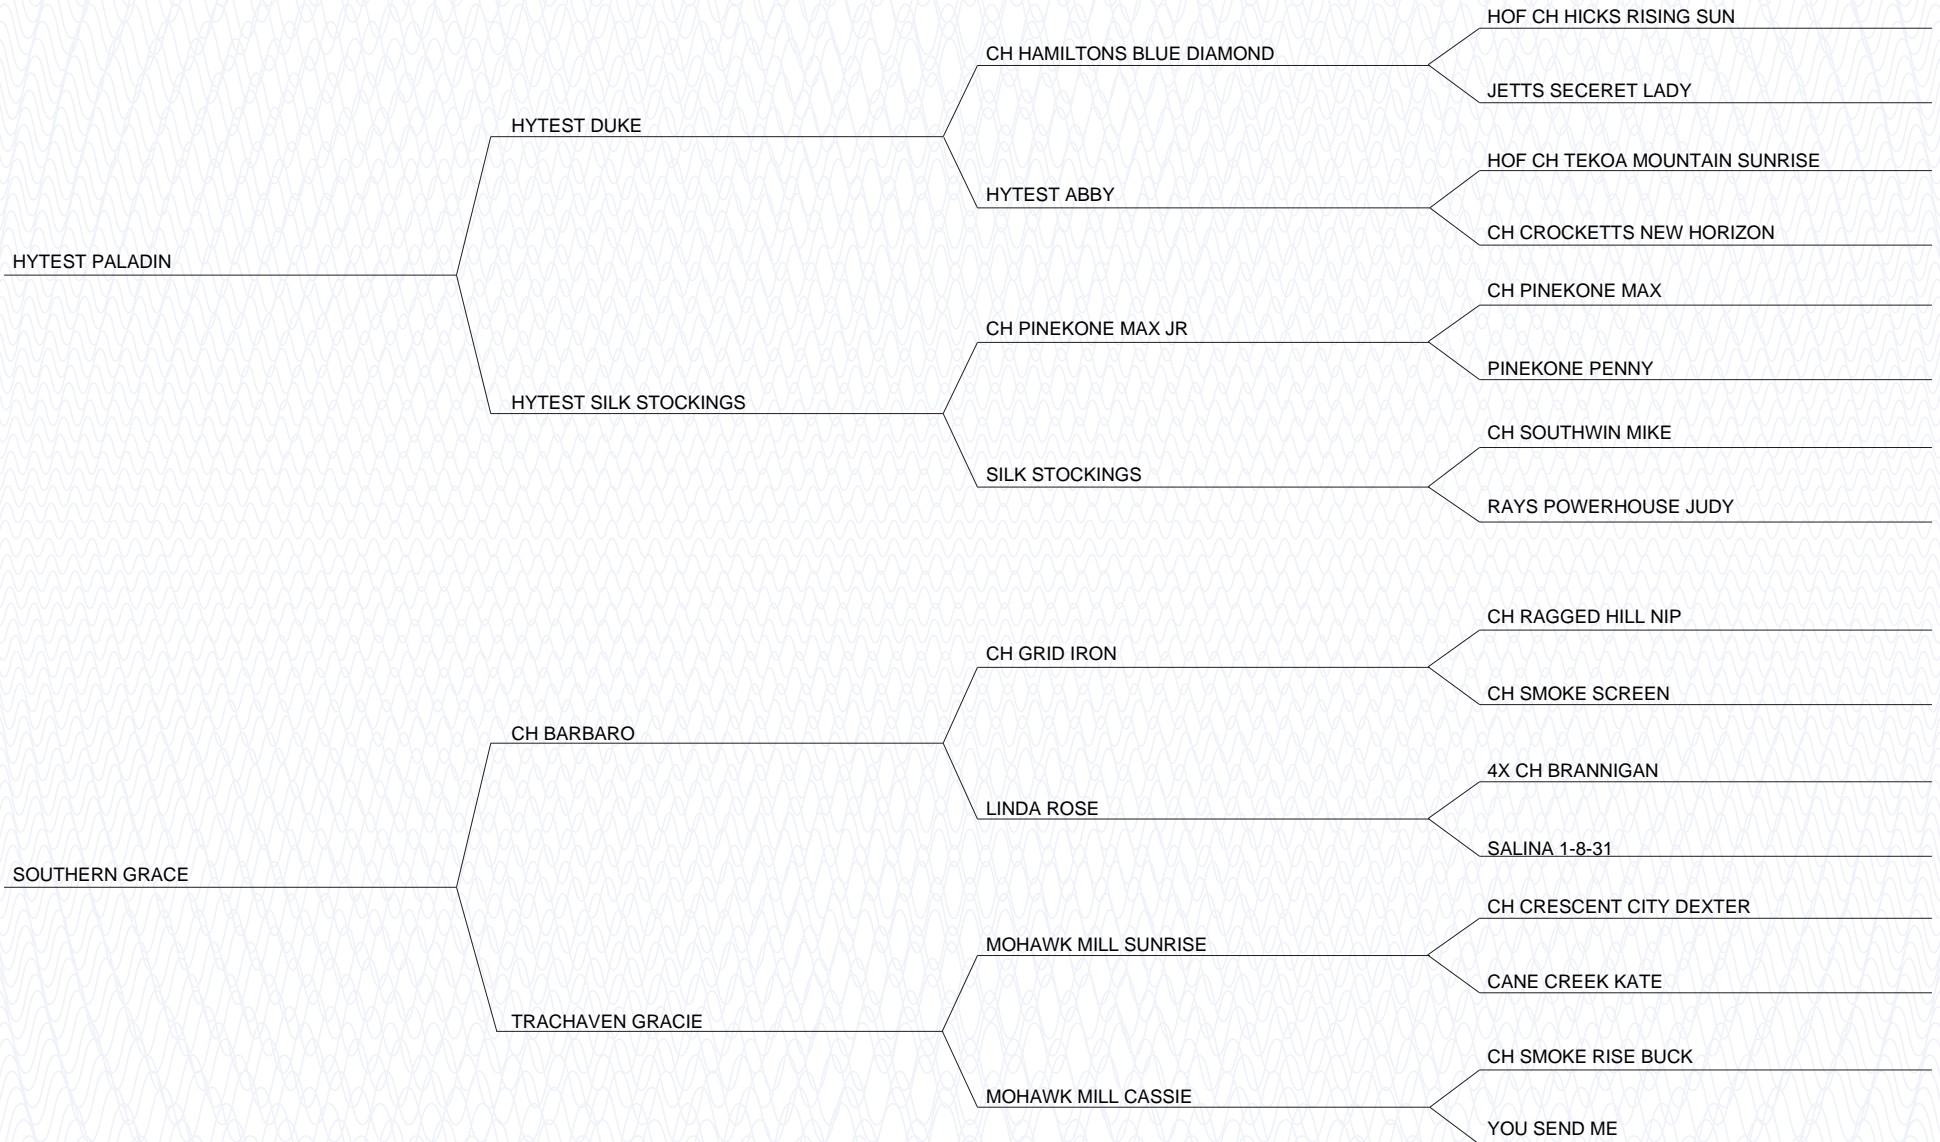 HOF CH HICKS RISING SUN
CH HAMILTONS BLUE DIAMOND
JETTS SECERET LADY
HYTEST DUKE
HOF CH TEKOA MOUNTAIN SUNRISE
HYTEST ABBY
CH CROCKETTS NEW HORIZON
HYTEST PALADIN
CH PINEKONE MAX
CH PINEKONE MAX JR
PINEKONE PENNY
HYTEST SILK STOCKINGS
CH SOUTHWIN MIKE
SILK STOCKINGS
RAYS POWERHOUSE JUDY
CH RAGGED HILL NIP
CH GRID IRON
CH SMOKE SCREEN
CH BARBARO
4X CH BRANNIGAN
LINDA ROSE
SALINA 1-8-31
SOUTHERN GRACE
CH CRESCENT CITY DEXTER
MOHAWK MILL SUNRISE
CANE CREEK KATE
TRACHAVEN GRACIE
CH SMOKE RISE BUCK
MOHAWK MILL CASSIE
YOU SEND ME